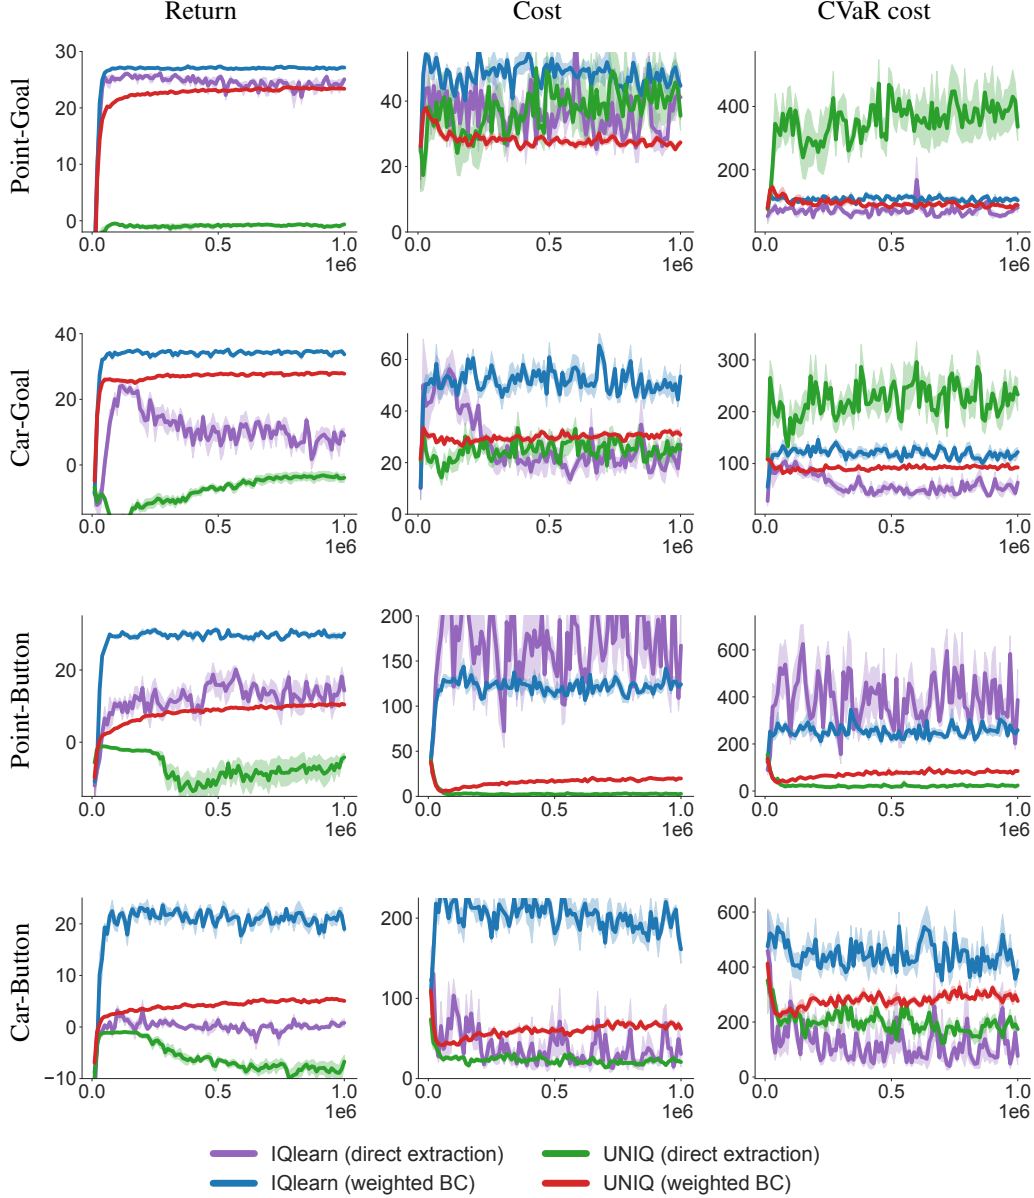 Return Cost CVaR cost
Point-Goal
30
20
10
0
0.0 0.5 1.0
1e6
40
20
0
0.0 0.5 1.0
1e6
400
200
0.0 0.5 1.0
1e6
Car-Goal
40
20
0
0.0 0.5 1.0
1e6
60
40
20
0
0.0 0.5 1.0
1e6
300
200
100
0.0 0.5 1.0
1e6
Point-Button
20
0
0.0 0.5 1.0
1e6
200
150
100
50
0
0.0 0.5 1.0
1e6
600
400
200
0
0.0 0.5 1.0
1e6
Car-Button
20
10
0
−10
0.0 0.5 1.0
1e6
200
100
0
0.0 0.5 1.0
1e6
600
400
200
0
0.0 0.5 1.0
1e6
IQlearn (direct extraction) UNIQ (direct extraction)
IQlearn (weighted BC) UNIQ (weighted BC)